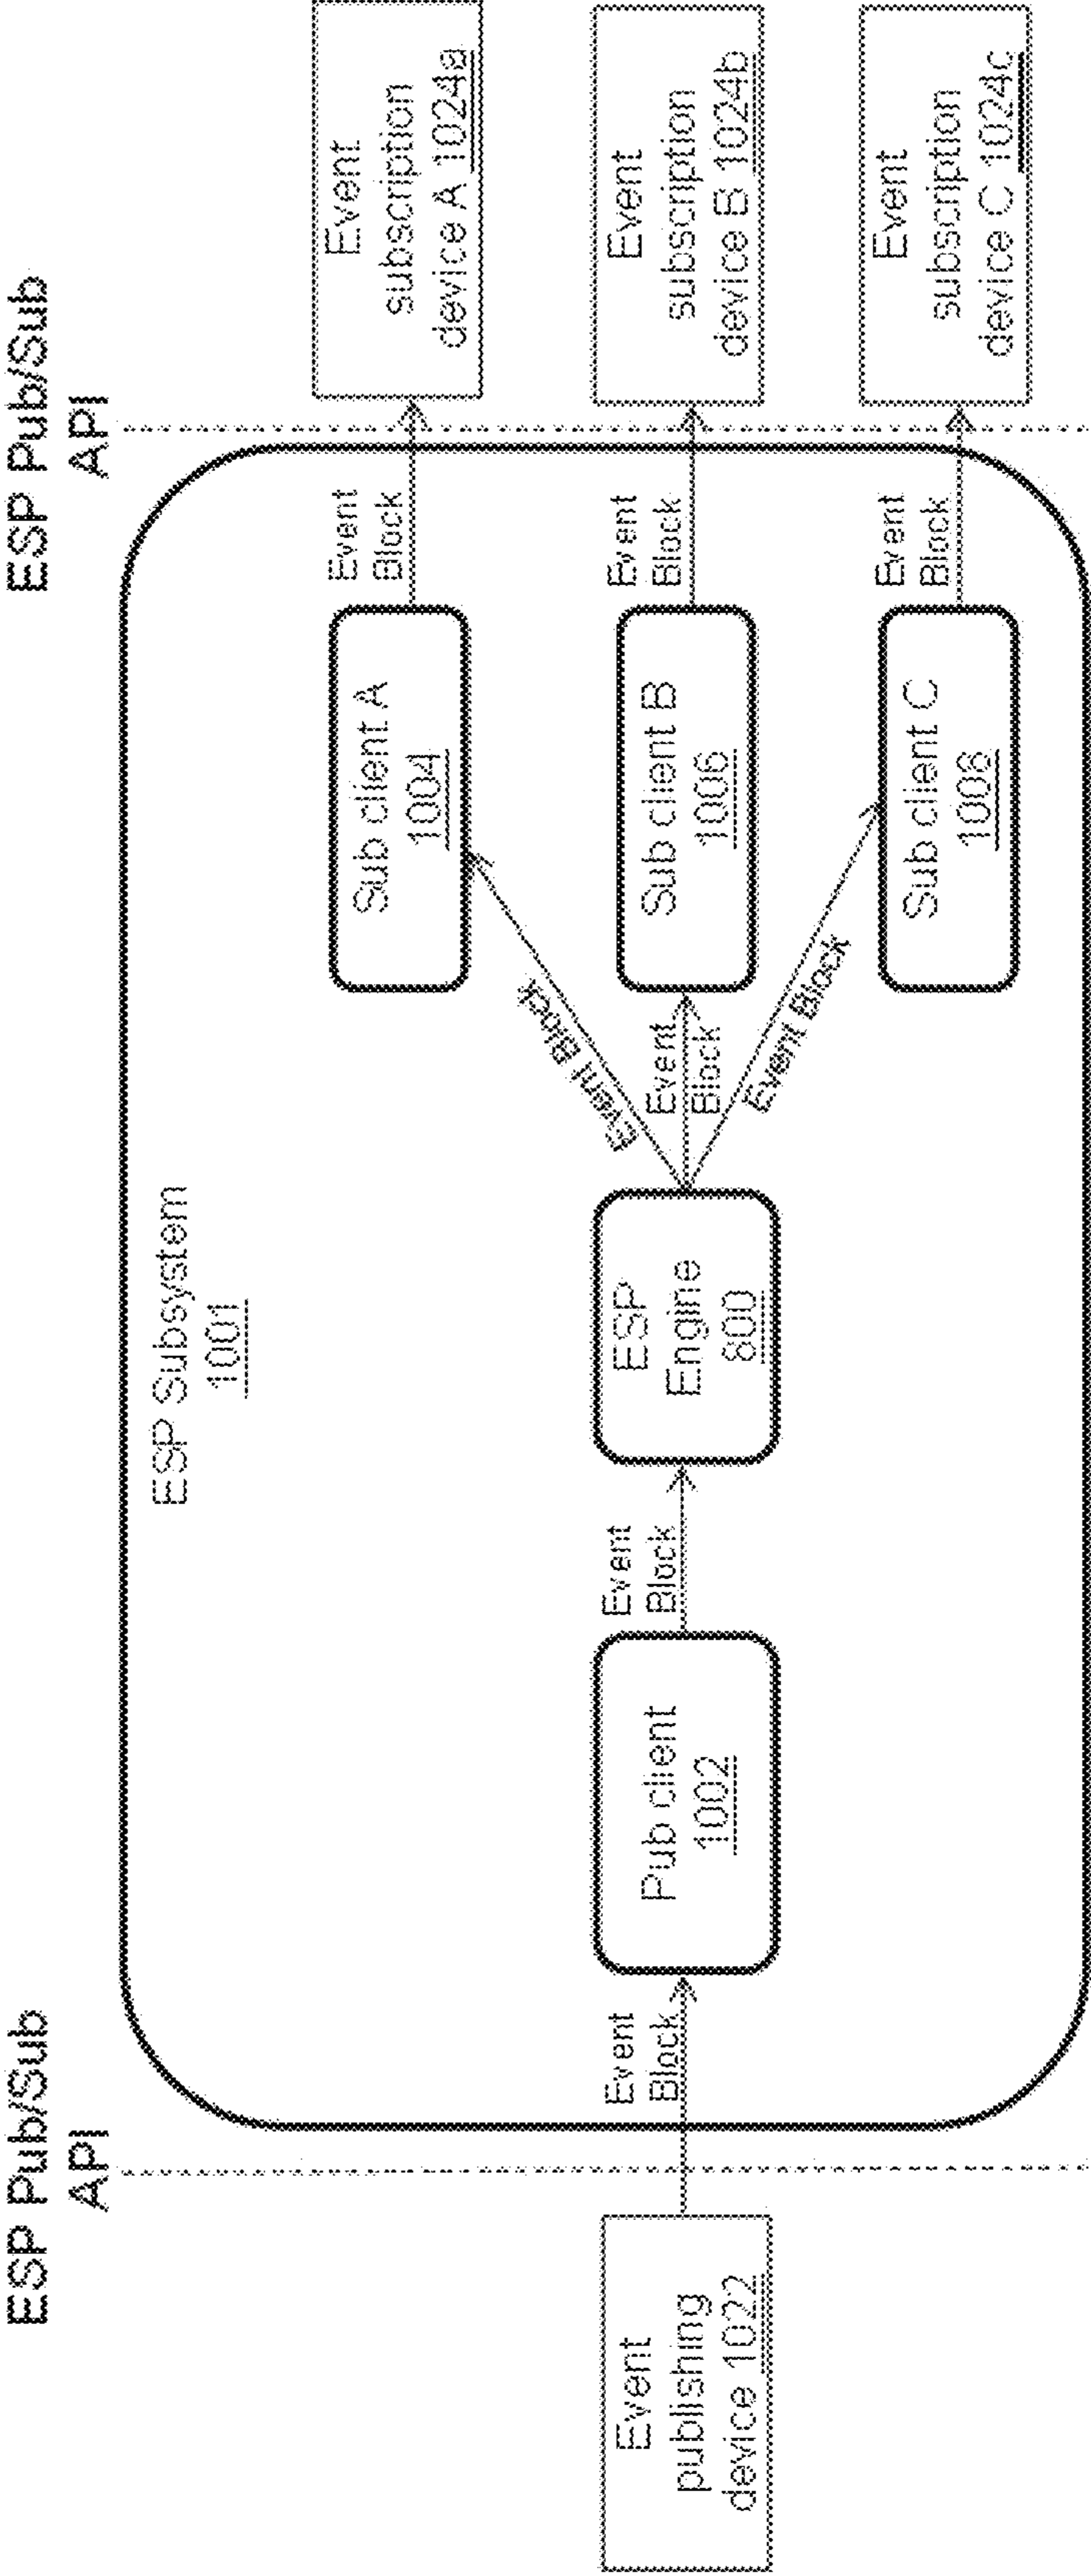 ESP Pub/Sub
API
ESP Pub/Sub
API
ESP Subsystem
1001
Event
publishing
device 1022
Event
Block
Pub client
1002
Event
Block
ESP
Engine
800
Event Block
Event
Block
Event Block
Sub client A
1004
Event
Block
Event
subscription
device A 1024a
Sub client B
1006
Event
Block
Event
subscription
device B 1024b
Sub client C
1008
Event
Block
Event
subscription
device C 1024c